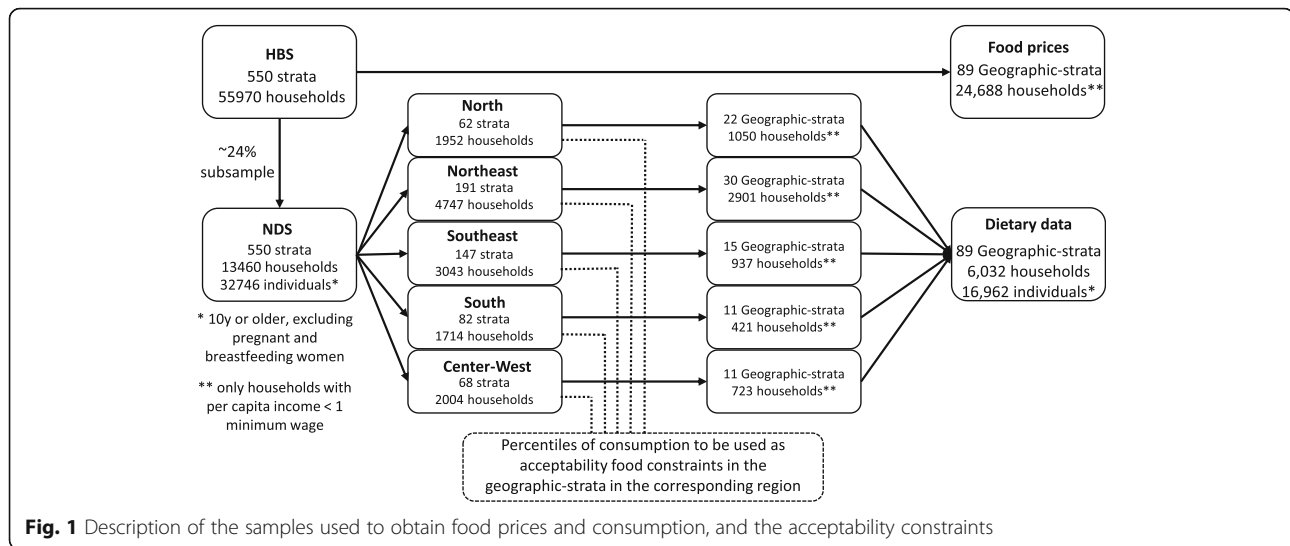 HBS
550 strata
55970 households
Food prices
89 Geographic-strata
24,688 households**
~24%
subsample
North
62 strata
1952 households
22 Geographic-strata
1050 households**
Northeast
191 strata
4747 households
30 Geographic-strata
2901 households**
NDS
550 strata
13460 households
32746 individuals*
Southeast
147 strata
3043 households
15 Geographic-strata
937 households**
Dietary data
89 Geographic-strata
6,032 households
16,962 individuals*
South
82 strata
1714 households
11 Geographic-strata
421 households**
* 10y or older, excluding
pregnant and
breastfeeding women
Center-West
68 strata
2004 households
11 Geographic-strata
723 households**
** only households with
per capita income < 1
minimum wage
Percentiles of consumption to be used as
acceptability food constraints in the
geographic-strata in the corresponding region
Fig. 1 Description of the samples used to obtain food prices and consumption, and the acceptability constraints